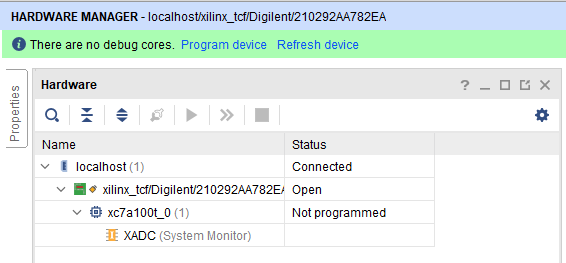 HARDWARE MANAGER - localhost/xilinx_tcf/Digilent/210292AA782EA
There are no debug cores. Program device Refresh device
Properties
Hardware
Name Status
localhost (1) Connected
xilinx_tcf/Digilent/210292AA782EA Open
xc7a100t_0 (1) Not programmed
XADC (System Monitor)